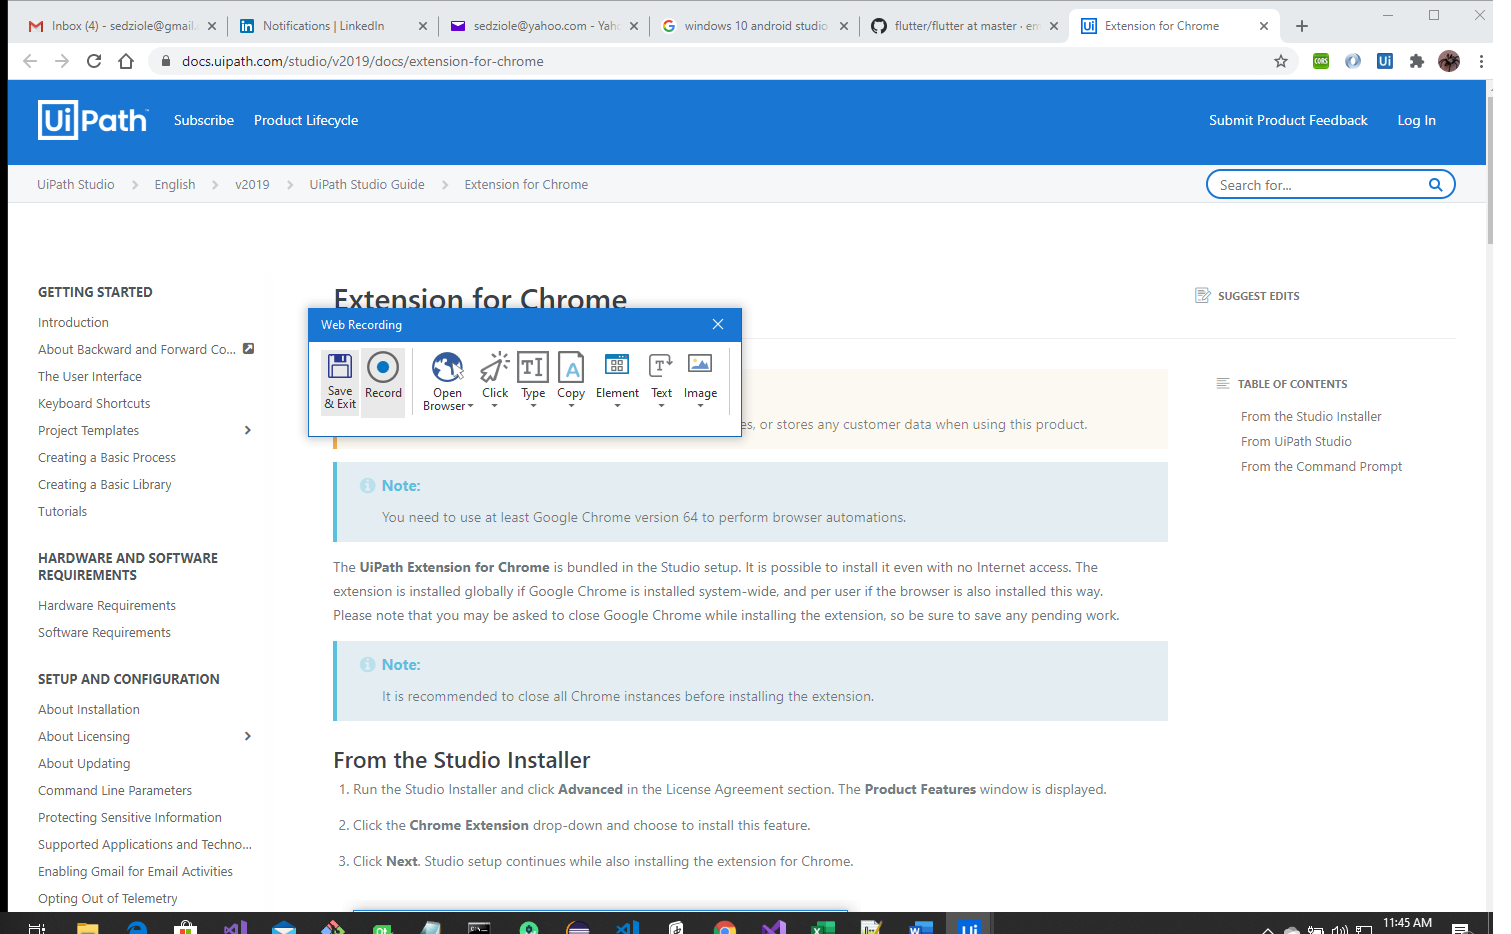 Inbox (4) - sedziole@gmail.
Notifications | LinkedIn
sedziole@yahoo.com - Yaho
windows 10 android studio
flutter/flutter at master · em
Extension for Chrome
docs.uipath.com/studio/v2019/docs/extension-for-chrome
CORS
Ui
UiPath
Subscribe
Product Lifecycle
Submit Product Feedback
Log In
UiPath Studio
English
v2019
UiPath Studio Guide
Extension for Chrome
Search for...
GETTING STARTED
Introduction
About Backward and Forward Co...
The User Interface
Keyboard Shortcuts
Project Templates
Creating a Basic Process
Creating a Basic Library
Tutorials
HARDWARE AND SOFTWARE
REQUIREMENTS
Hardware Requirements
Software Requirements
SETUP AND CONFIGURATION
About Installation
About Licensing
About Updating
Command Line Parameters
Protecting Sensitive Information
Supported Applications and Techno...
Enabling Gmail for Email Activities
Opting Out of Telemetry
Extension for Chrome
Web Recording
Save
& Exit
Record
Open
Browser
Click
Type
Copy
Element
Text
Image
es, or stores any customer data when using this product.
Note:
You need to use at least Google Chrome version 64 to perform browser automations.
The UiPath Extension for Chrome is bundled in the Studio setup. It is possible to install it even with no Internet access. The
extension is installed globally if Google Chrome is installed system-wide, and per user if the browser is also installed this way.
Please note that you may be asked to close Google Chrome while installing the extension, so be sure to save any pending work.
Note:
It is recommended to close all Chrome instances before installing the extension.
From the Studio Installer
1. Run the Studio Installer and click Advanced in the License Agreement section. The Product Features window is displayed.
2. Click the Chrome Extension drop-down and choose to install this feature.
3. Click Next. Studio setup continues while also installing the extension for Chrome.
SUGGEST EDITS
TABLE OF CONTENTS
From the Studio Installer
From UiPath Studio
From the Command Prompt
11:45 AM